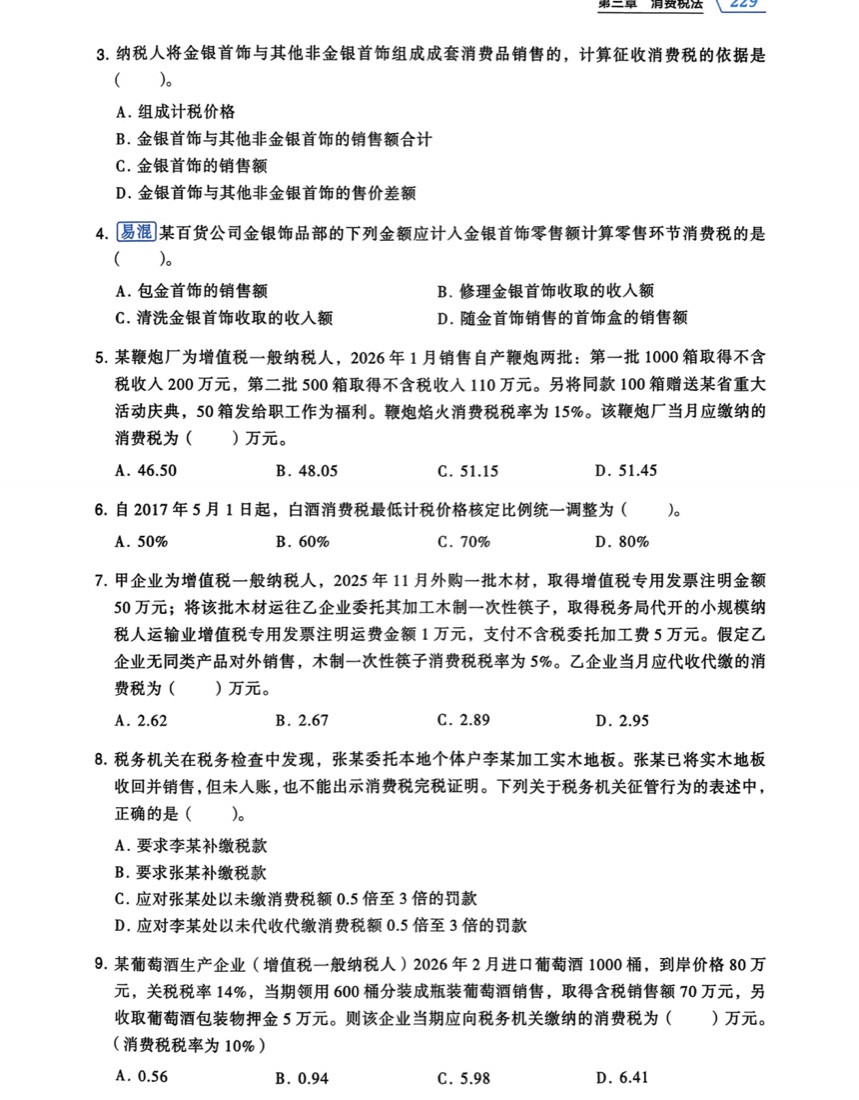 第三章 消费税法 229
3. 纳税人将金银首饰与其他非金银首饰组成成套消费品销售的，计算征收消费税的依据是
（　　）。
A. 组成计税价格
B. 金银首饰与其他非金银首饰的销售额合计
C. 金银首饰的销售额
D. 金银首饰与其他非金银首饰的售价差额
4. 易混 某百货公司金银饰品部的下列金额应计入金银首饰零售额计算零售环节消费税的是
（　　）。
A. 包金首饰的销售额 B. 修理金银首饰收取的收入额
C. 清洗金银首饰收取的收入额 D. 随金首饰销售的首饰盒的销售额
5. 某鞭炮厂为增值税一般纳税人，2026 年 1 月销售自产鞭炮两批：第一批 1000 箱取得不含
税收入 200 万元，第二批 500 箱取得不含税收入 110 万元。另将同款 100 箱赠送某省重大
活动庆典，50 箱发给职工作为福利。鞭炮焰火消费税税率为 15%。该鞭炮厂当月应缴纳的
消费税为（　　）万元。
A. 46.50 B. 48.05 C. 51.15 D. 51.45
6. 自 2017 年 5 月 1 日起，白酒消费税最低计税价格核定比例统一调整为（　　）。
A. 50% B. 60% C. 70% D. 80%
7. 甲企业为增值税一般纳税人，2025 年 11 月外购一批木材，取得增值税专用发票注明金额
50 万元；将该批木材运往乙企业委托其加工木制一次性筷子，取得税务局代开的小规模纳
税人运输业增值税专用发票注明运费金额 1 万元，支付不含税委托加工费 5 万元。假定乙
企业无同类产品对外销售，木制一次性筷子消费税税率为 5%。乙企业当月应代收代缴的消
费税为（　　）万元。
A. 2.62 B. 2.67 C. 2.89 D. 2.95
8. 税务机关在税务检查中发现，张某委托本地个体户李某加工实木地板。张某已将实木地板
收回并销售，但未入账，也不能出示消费税完税证明。下列关于税务机关征管行为的表述中，
正确的是（　　）。
A. 要求李某补缴税款
B. 要求张某补缴税款
C. 应对张某处以未缴消费税额 0.5 倍至 3 倍的罚款
D. 应对李某处以未代收代缴消费税额 0.5 倍至 3 倍的罚款
9. 某葡萄酒生产企业（增值税一般纳税人）2026 年 2 月进口葡萄酒 1000 桶，到岸价格 80 万
元，关税税率 14%，当期领用 600 桶分装成瓶装葡萄酒销售，取得含税销售额 70 万元，另
收取葡萄酒包装物押金 5 万元。则该企业当期应向税务机关缴纳的消费税为（　　）万元。
（消费税税率为 10%）
A. 0.56 B. 0.94 C. 5.98 D. 6.41